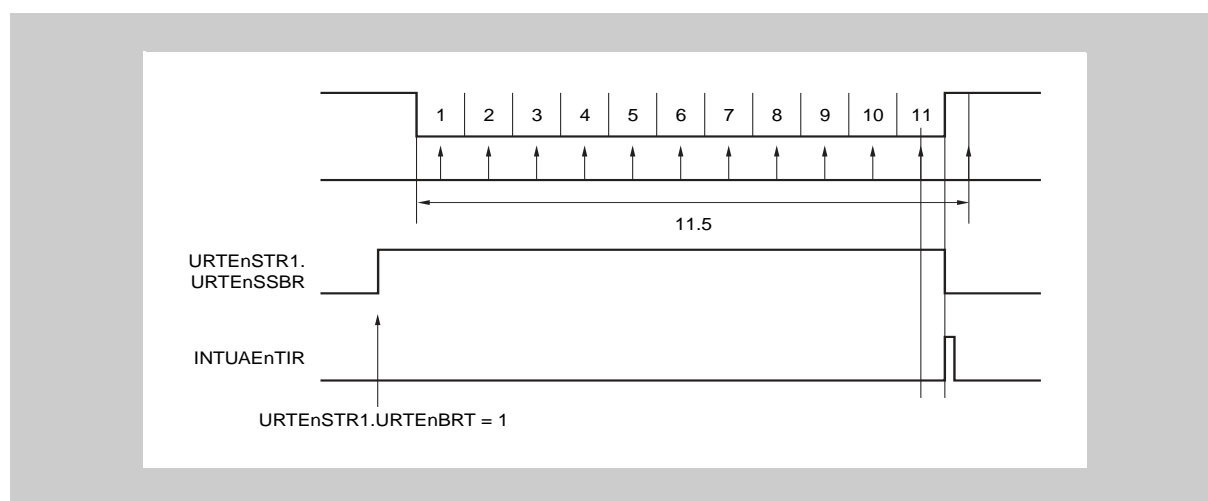 1 2 3 4 5 6 7 8 9 10 11
11.5
URTEnSTR1.
URTEnSSBR
INTUAEnTIR
URTEnSTR1.URTEnBRT = 1